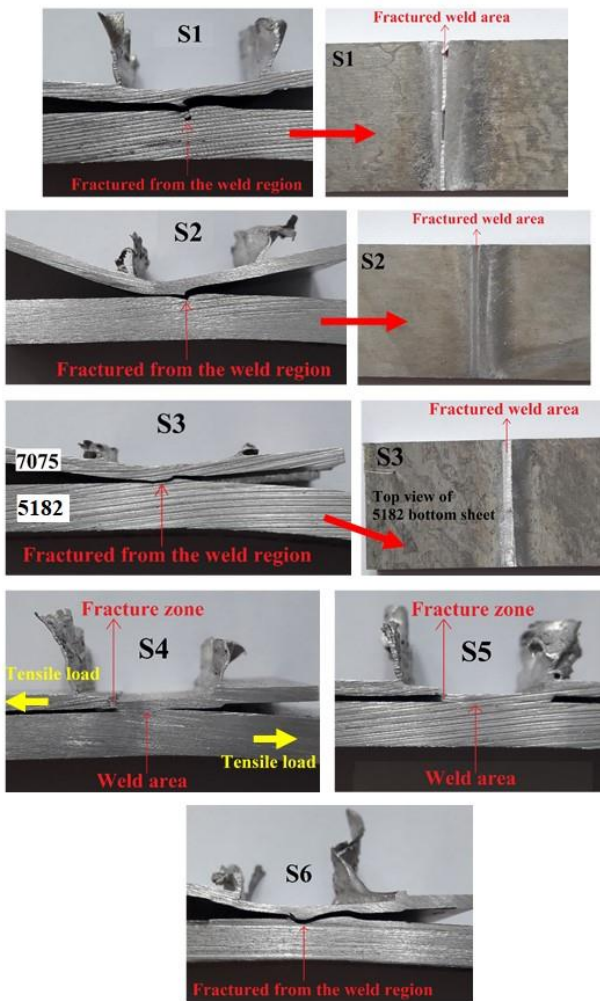 S1
Fractured from the weld region
Fractured weld area
S1
S2
Fractured from the weld region
Fractured weld area
S2
S3
7075
5182
Fractured from the weld region
Fractured weld area
S3
Top view of
5182 bottom sheet
Fracture zone
S4
Tensile load
Weld area
Tensile load
Fracture zone
S5
Weld area
S6
Fractured from the weld region